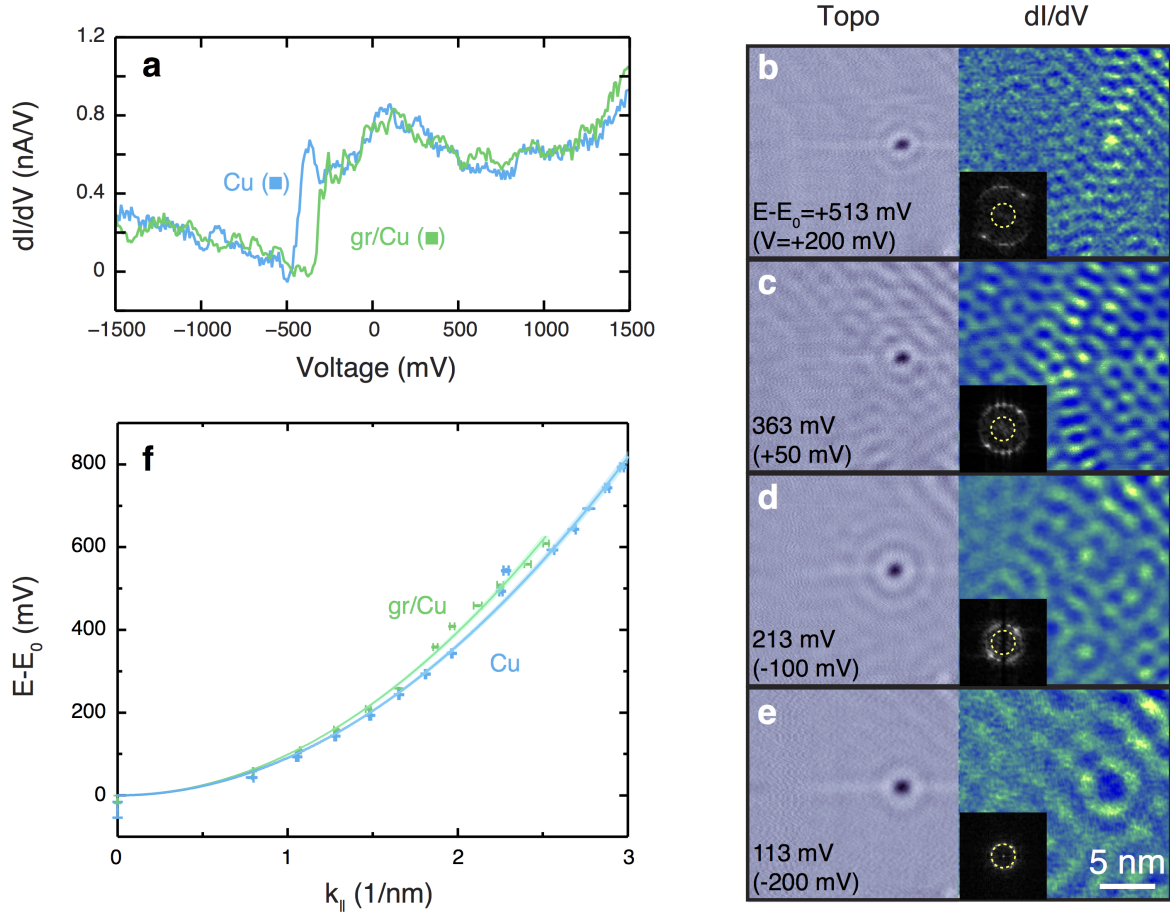 Topo dI/dV
a
1.2
0.8
0.4
0
dI/dV (nA/V)
Cu (■)
gr/Cu (■)
−1500 −1000 −500 0 500 1000 1500
Voltage (mV)
f
800
600
400
200
0
E-E₀ (mV)
gr/Cu
Cu
0 1 2 3
k∥ (1/nm)
b
E-E₀=+513 mV
(V=+200 mV)
c
363 mV
(+50 mV)
d
213 mV
(-100 mV)
e
113 mV
(-200 mV)
5 nm